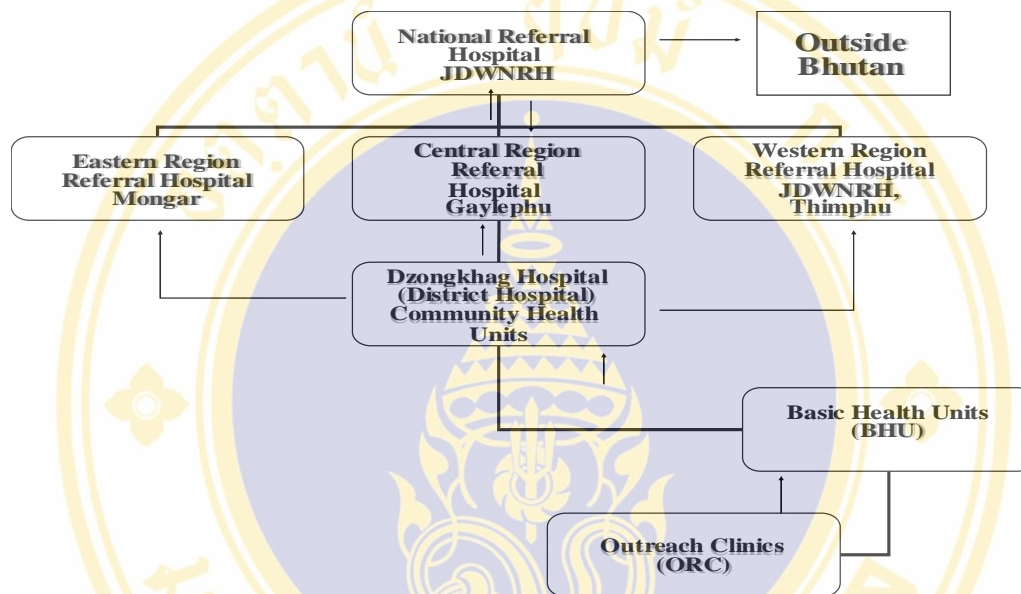 National Referral
Hospital
JDWNRH
Outside
Bhutan
Eastern Region
Referral Hospital
Mongar
Central Region
Referral
Hospital
Gaylephu
Western Region
Referral Hospital
JDWNRH,
Thimphu
Dzongkhag Hospital
(District Hospital)
Community Health
Units
Basic Health Units
(BHU)
Outreach Clinics
(ORC)